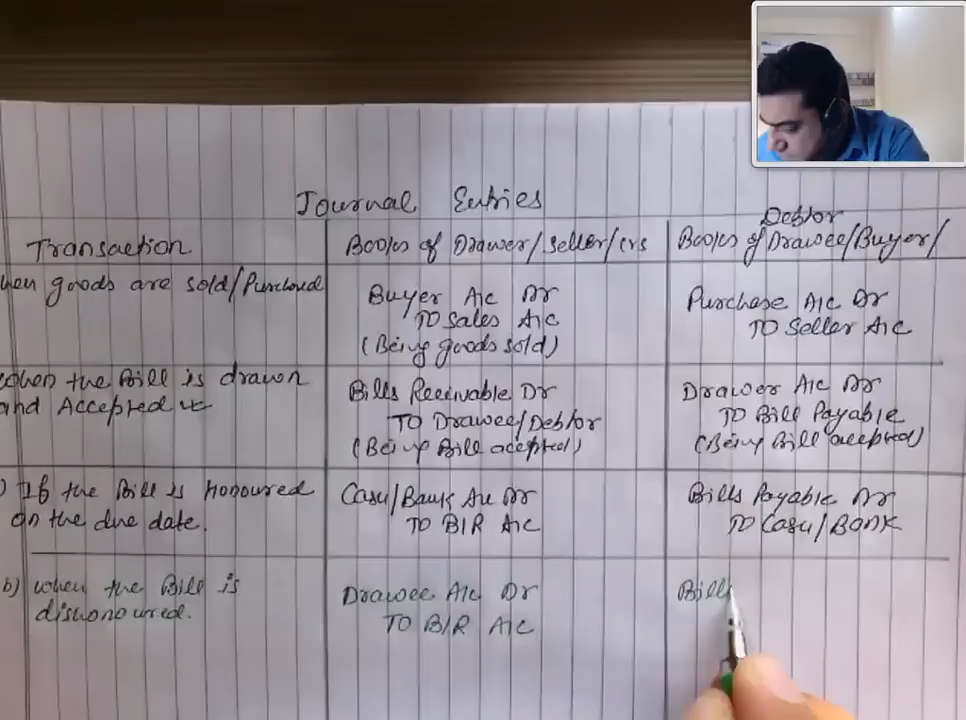 Journal Entries
Transaction
Books of Drawer/Seller/Crs
Debtor
Books of Drawee/Buyer/
hen goods are sold/Purchased
Buyer A/c Dr
TO Sales A/c
(Being goods sold)
Purchase A/c Dr
TO Seller A/c
When the Bill is drawn
and Accepted
Bills Receivable Dr
TO Drawee/Debtor
(Being Bill accepted)
Drawer A/c Dr
TO Bill Payable
(Being Bill accepted)
) If the Bill is honoured
on the due date.
Cash/Bank A/c Dr
TO B/R A/c
Bills Payable Dr
TO Cash/Bank
b) when the Bill is
dishonoured.
Drawee A/c Dr
TO B/R A/c
Bills